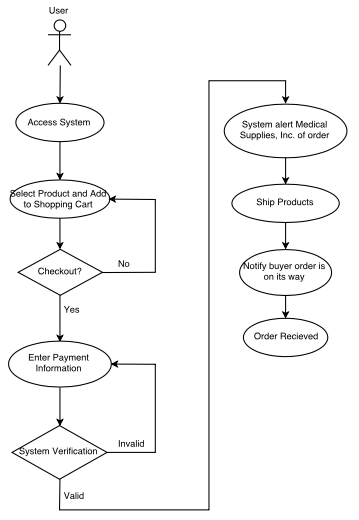 User
Access System
Select Product and Add
to Shopping Cart
Checkout?
No
Yes
Enter Payment
Information
System Verification
Invalid
Valid
System alert Medical
Supplies, Inc. of order
Ship Products
Notify buyer order is
on its way
Order Recieved